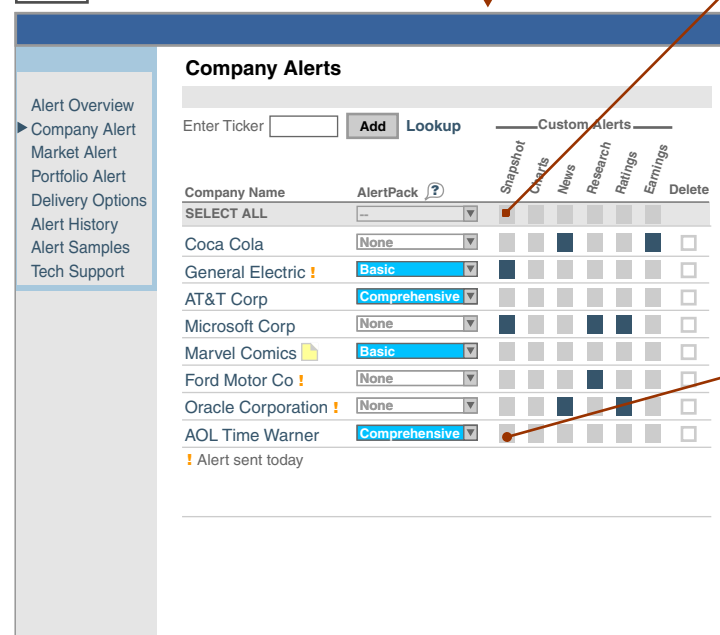 Company Alerts
Alert Overview
Company Alert
Market Alert
Portfolio Alert
Delivery Options
Alert History
Alert Samples
Tech Support
Enter Ticker Add Lookup Custom Alerts
Company Name AlertPack ? Snapshot Charts News Research Ratings Earnings Delete
SELECT ALL --
Coca Cola None
General Electric ! Basic
AT&T Corp Comprehensive
Microsoft Corp None
Marvel Comics Basic
Ford Motor Co ! None
Oracle Corporation ! None
AOL Time Warner Comprehensive
! Alert sent today